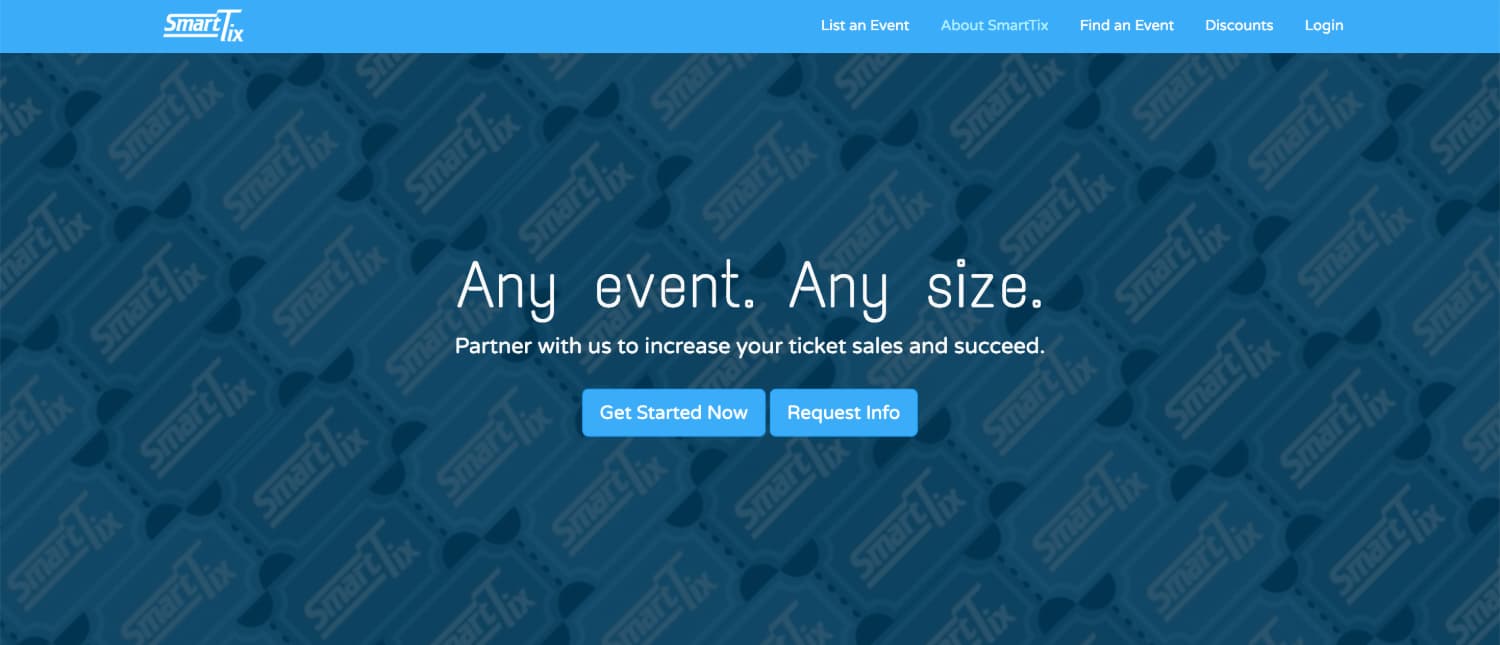 SmartTix
List an Event
About SmartTix
Find an Event
Discounts
Login
Any event. Any size.
Partner with us to increase your ticket sales and succeed.
Get Started Now
Request Info